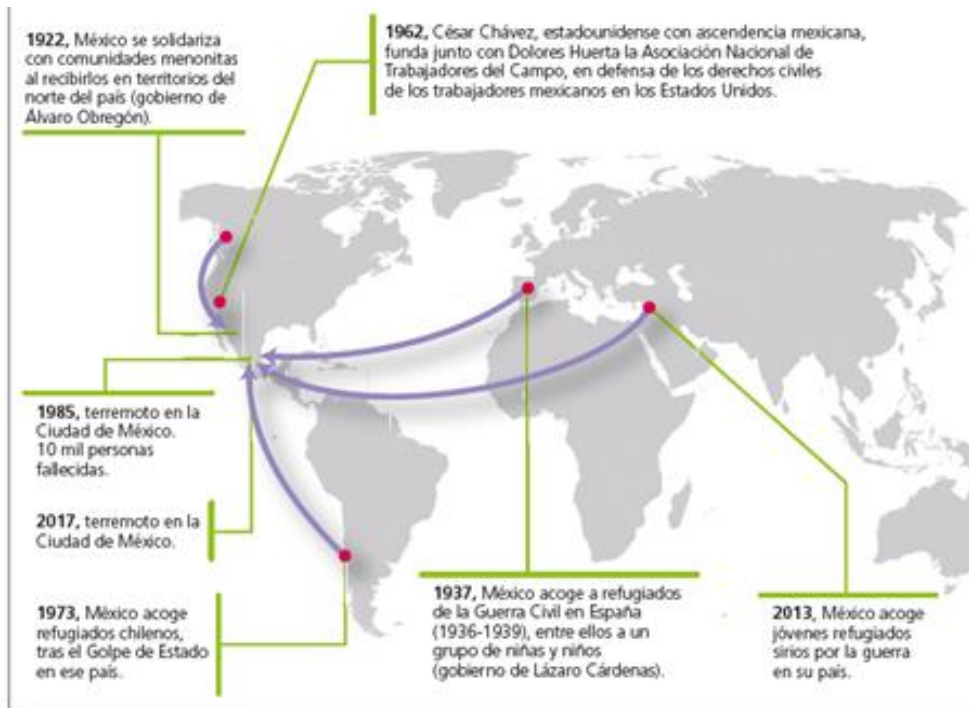 1922, México se solidariza
con comunidades menonitas
al recibirlos en territorios del
norte del país (gobierno de
Álvaro Obregón).
1962, César Chávez, estadounidense con ascendencia mexicana,
funda junto con Dolores Huerta la Asociación Nacional de
Trabajadores del Campo, en defensa de los derechos civiles
de los trabajadores mexicanos en los Estados Unidos.
1985, terremoto en la
Ciudad de México.
10 mil personas
fallecidas.
2017, terremoto en la
Ciudad de México.
1973, México acoge
refugiados chilenos,
tras el Golpe de Estado
en ese país.
1937, México acoge a refugiados
de la Guerra Civil en España
(1936-1939), entre ellos a un
grupo de niñas y niños
(gobierno de Lázaro Cárdenas).
2013, México acoge
jóvenes refugiados
sirios por la guerra
en su país.